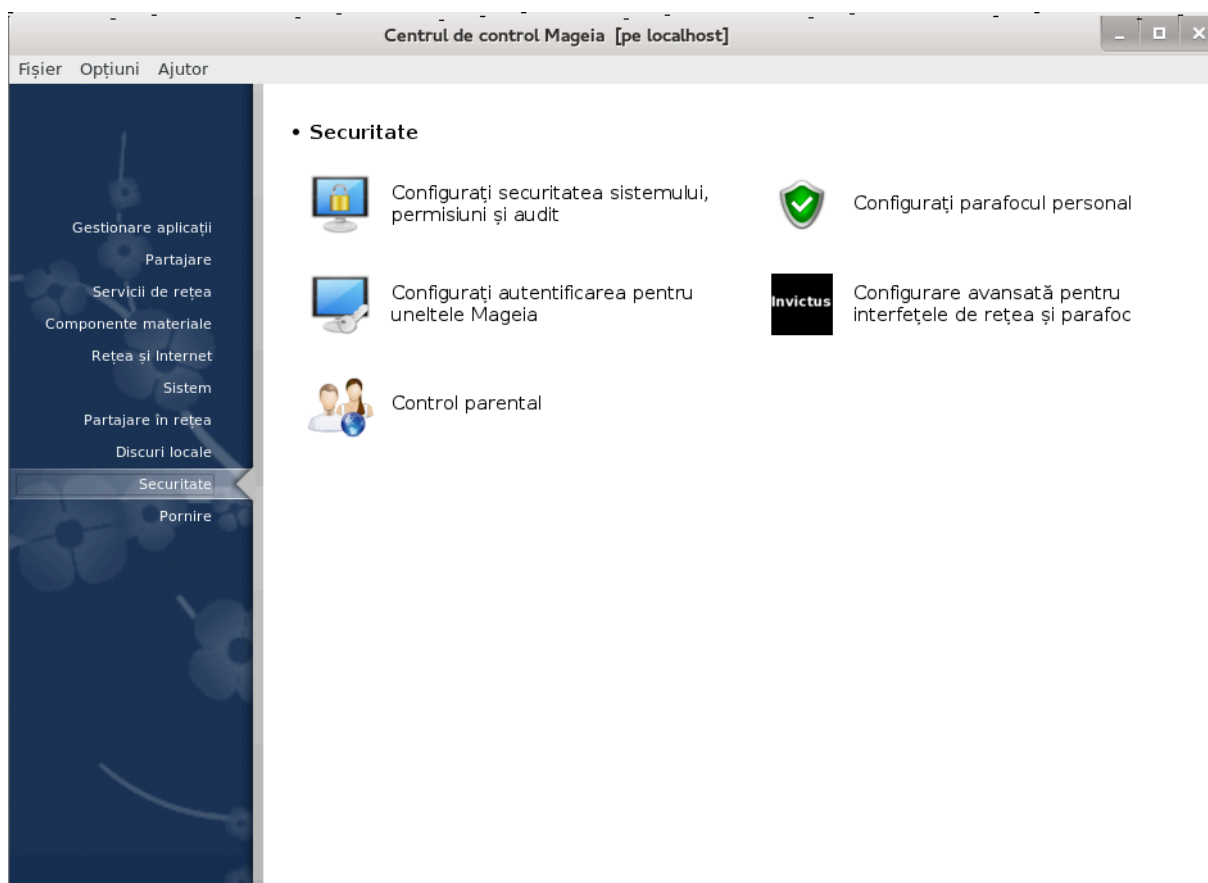 Centrul de control Mageia [pe localhost]
Fișier Opțiuni Ajutor
Gestionare aplicații
Partajare
Servicii de rețea
Componente materiale
Rețea și Internet
Sistem
Partajare în rețea
Discuri locale
Securitate
Pornire
• Securitate
Configurați securitatea sistemului,
permisiuni și audit
Configurați parafocul personal
Configurați autentificarea pentru
uneltele Mageia
Invictus
Configurare avansată pentru
interfețele de rețea și parafoc
Control parental